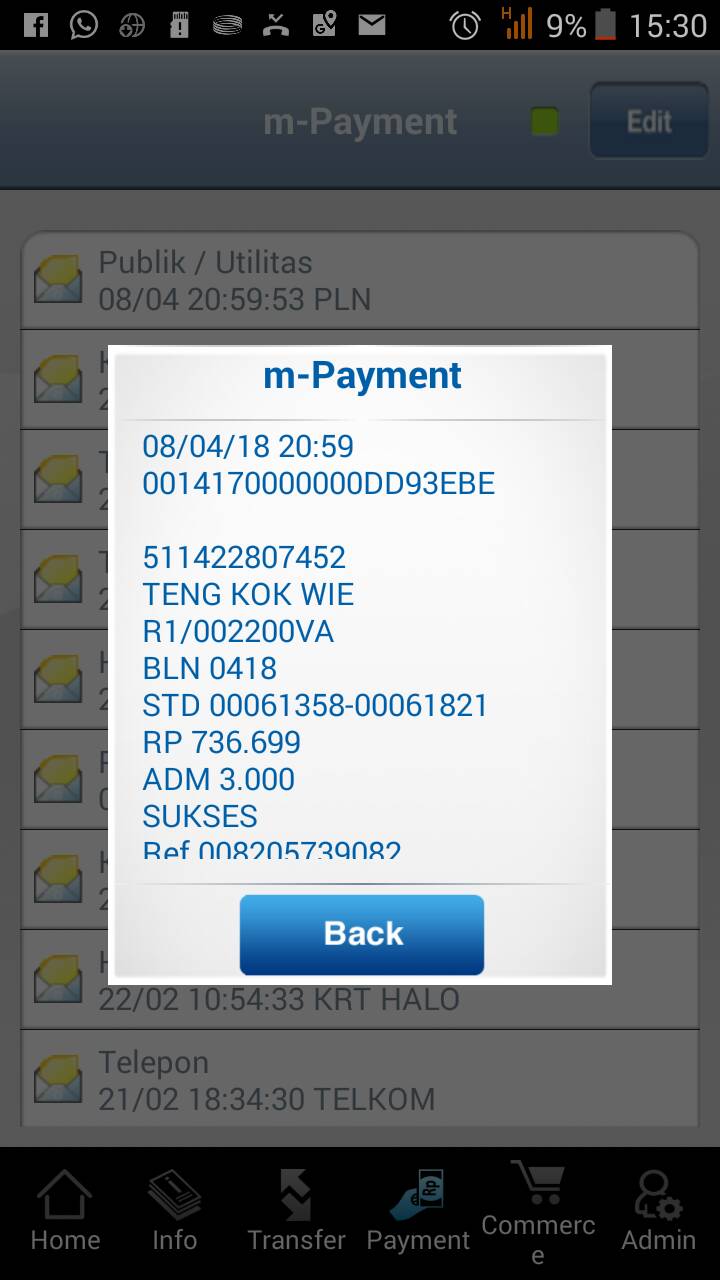 H
9% 15:30
m-Payment
Edit
Publik / Utilitas
08/04 20:59:53 PLN
m-Payment
08/04/18 20:59
0014170000000DD93EBE
511422807452
TENG KOK WIE
R1/002200VA
BLN 0418
STD 00061358-00061821
RP 736.699
ADM 3.000
SUKSES
Ref 008205739082
Back
22/02 10:54:33 KRT HALO
Telepon
21/02 18:34:30 TELKOM
Home
Info
Transfer
Payment
Commerc
e
Admin